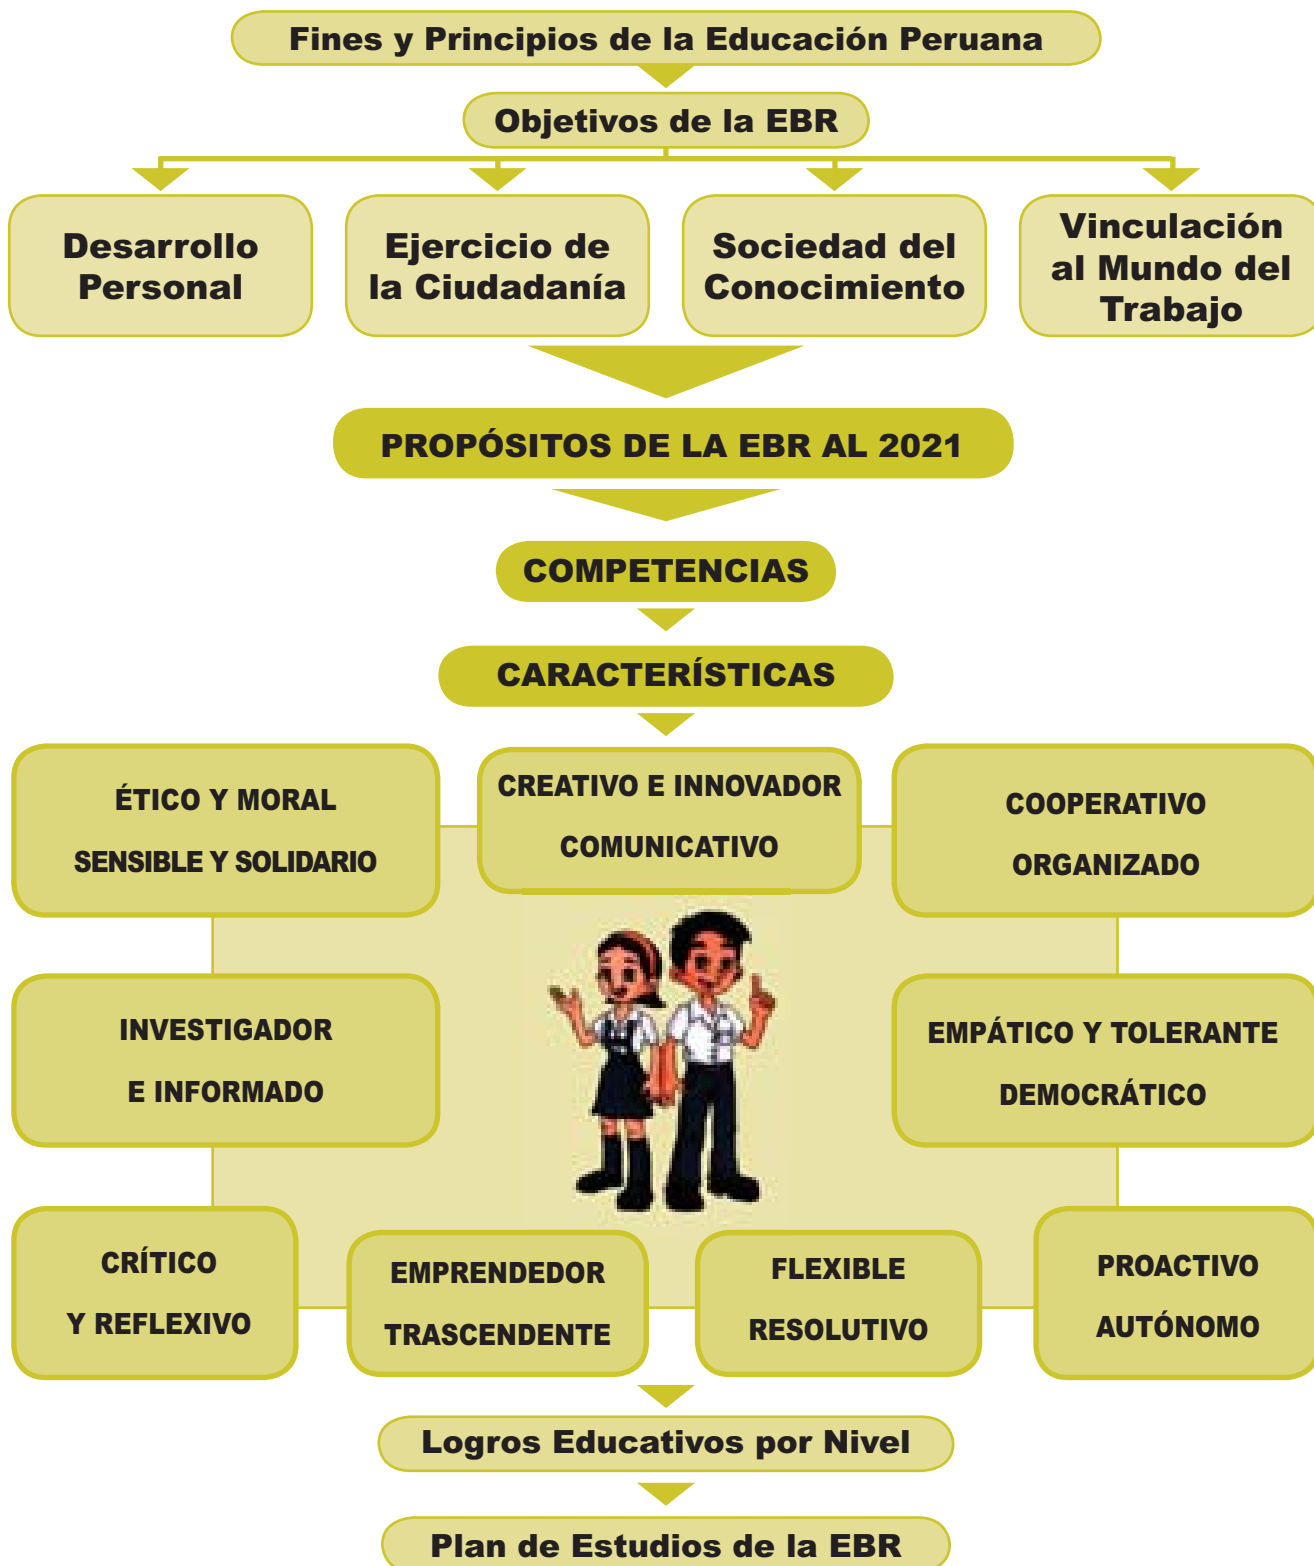 Fines y Principios de la Educación Peruana
Objetivos de la EBR
Desarrollo
Personal
Ejercicio de
la Ciudadanía
Sociedad del
Conocimiento
Vinculación
al Mundo del
Trabajo
PROPÓSITOS DE LA EBR AL 2021
COMPETENCIAS
CARACTERÍSTICAS
ÉTICO Y MORAL
SENSIBLE Y SOLIDARIO
CREATIVO E INNOVADOR
COMUNICATIVO
COOPERATIVO
ORGANIZADO
INVESTIGADOR
E INFORMADO
EMPÁTICO Y TOLERANTE
DEMOCRÁTICO
CRÍTICO
Y REFLEXIVO
EMPRENDEDOR
TRASCENDENTE
FLEXIBLE
RESOLUTIVO
PROACTIVO
AUTÓNOMO
Logros Educativos por Nivel
Plan de Estudios de la EBR